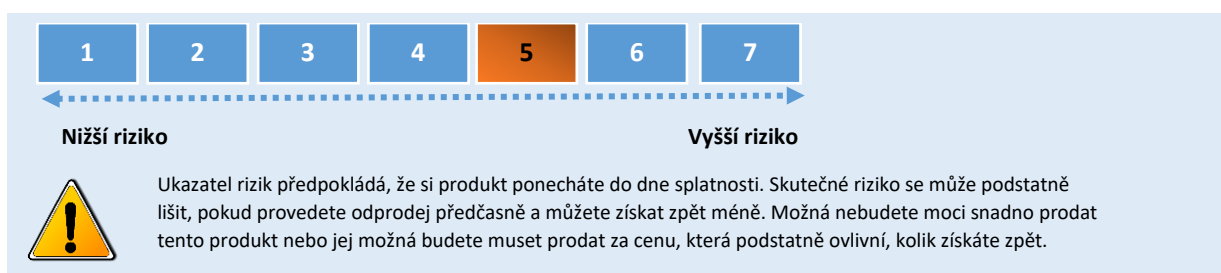 1 2 3 4 5 6 7
Nižší riziko Vyšší riziko
Ukazatel rizik předpokládá, že si produkt ponecháte do dne splatnosti. Skutečné riziko se může podstatně
lišit, pokud provedete odprodej předčasně a můžete získat zpět méně. Možná nebudete moci snadno prodat
tento produkt nebo jej možná budete muset prodat za cenu, která podstatně ovlivní, kolik získáte zpět.